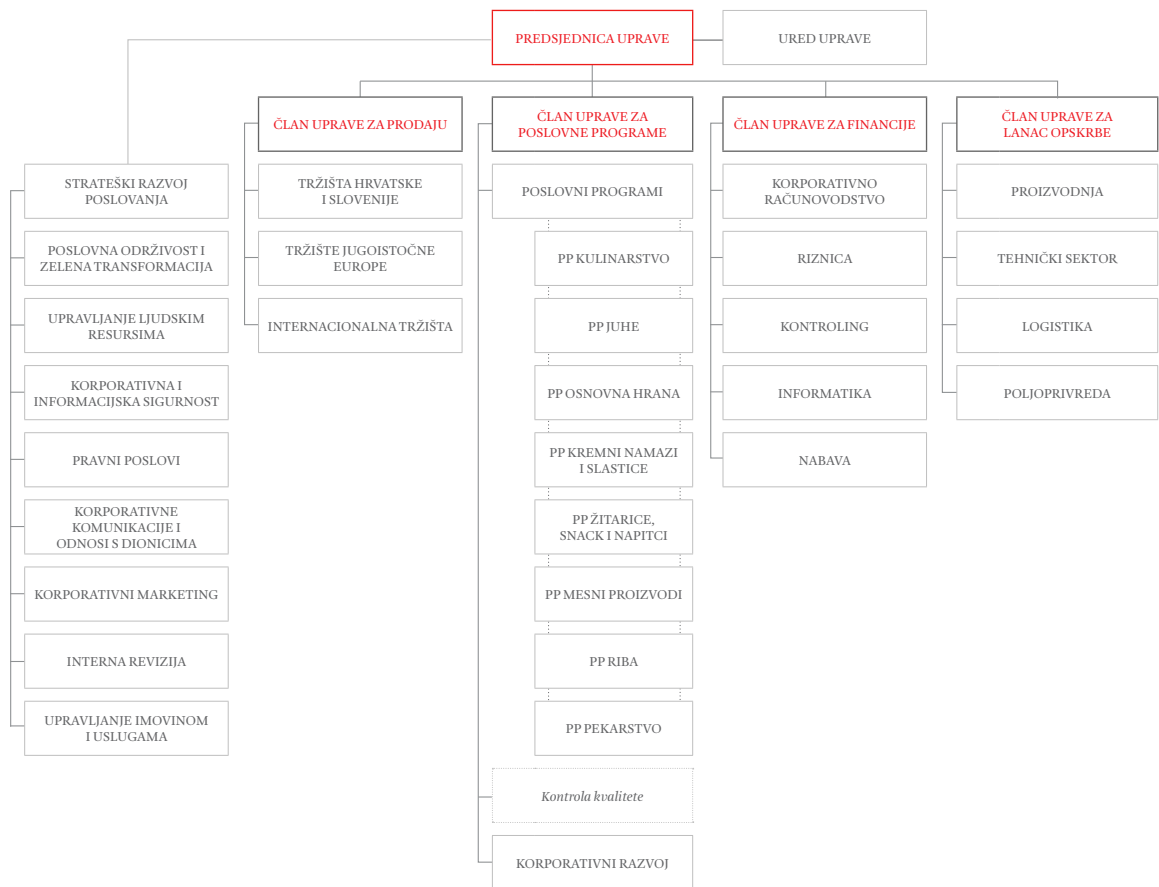 PREDSJEDNICA UPRAVE
URED UPRAVE
STRATEŠKI RAZVOJ
POSLOVANJA
POSLOVNA ODRŽIVOST I
ZELENA TRANSFORMACIJA
UPRAVLJANJE LJUDSKIM
RESURSIMA
KORPORATIVNA I
INFORMACIJSKA SIGURNOST
PRAVNI POSLOVI
KORPORATIVNE
KOMUNIKACIJE I
ODNOSI S DIONICIMA
KORPORATIVNI MARKETING
INTERNA REVIZIJA
UPRAVLJANJE IMOVINOM
I USLUGAMA
ČLAN UPRAVE ZA PRODAJU
TRŽIŠTA HRVATSKE
I SLOVENIJE
TRŽIŠTE JUGOISTOČNE
EUROPE
INTERNACIONALNA TRŽIŠTA
ČLAN UPRAVE ZA
POSLOVNE PROGRAME
POSLOVNI PROGRAMI
PP KULINARSTVO
PP JUHE
PP OSNOVNA HRANA
PP KREMNI NAMAZI
I SLASTICE
PP ŽITARICE,
SNACK I NAPITCI
PP MESNI PROIZVODI
PP RIBA
PP PEKARSTVO
Kontrola kvalitete
KORPORATIVNI RAZVOJ
ČLAN UPRAVE ZA FINANCIJE
KORPORATIVNO
RAČUNOVODSTVO
RIZNICA
KONTROLING
INFORMATIKA
NABAVA
ČLAN UPRAVE ZA
LANAC OPSKRBE
PROIZVODNJA
TEHNIČKI SEKTOR
LOGISTIKA
POLJOPRIVREDA